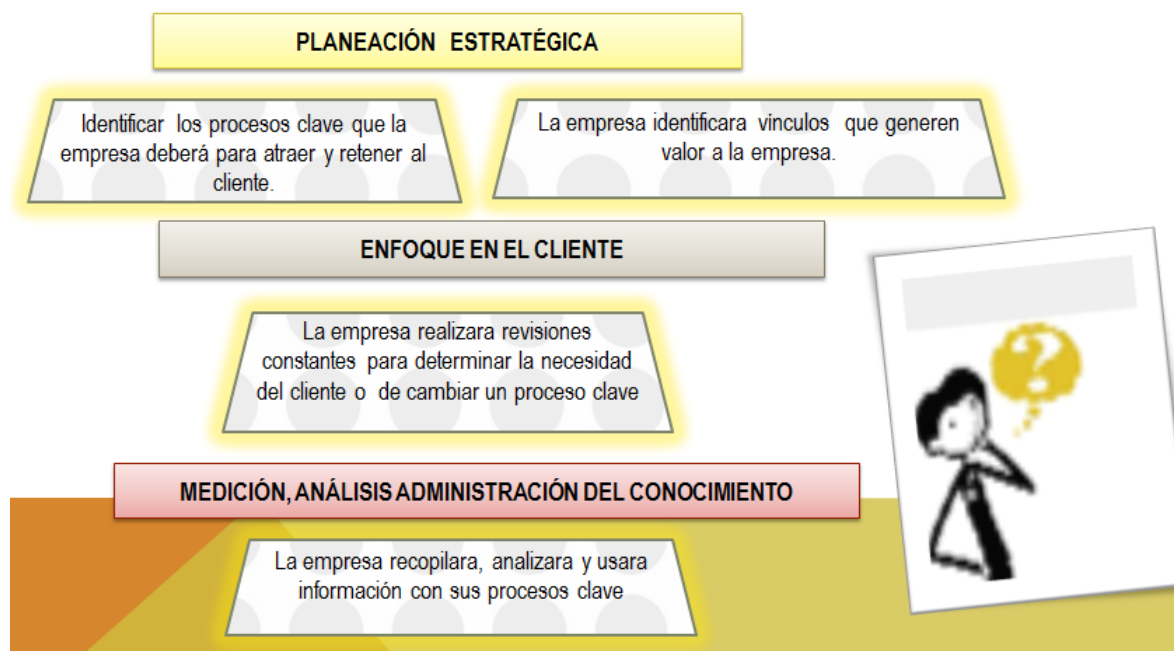 PLANEACIÓN ESTRATÉGICA
Identificar los procesos clave que la
empresa deberá para atraer y retener al
cliente.
La empresa identificara vinculos que generen
valor a la empresa.
ENFOQUE EN EL CLIENTE
La empresa realizara revisiones
constantes para determinar la necesidad
del cliente o de cambiar un proceso clave
MEDICIÓN, ANÁLISIS ADMINISTRACIÓN DEL CONOCIMIENTO
La empresa recopilara, analizara y usara
información con sus procesos clave
?